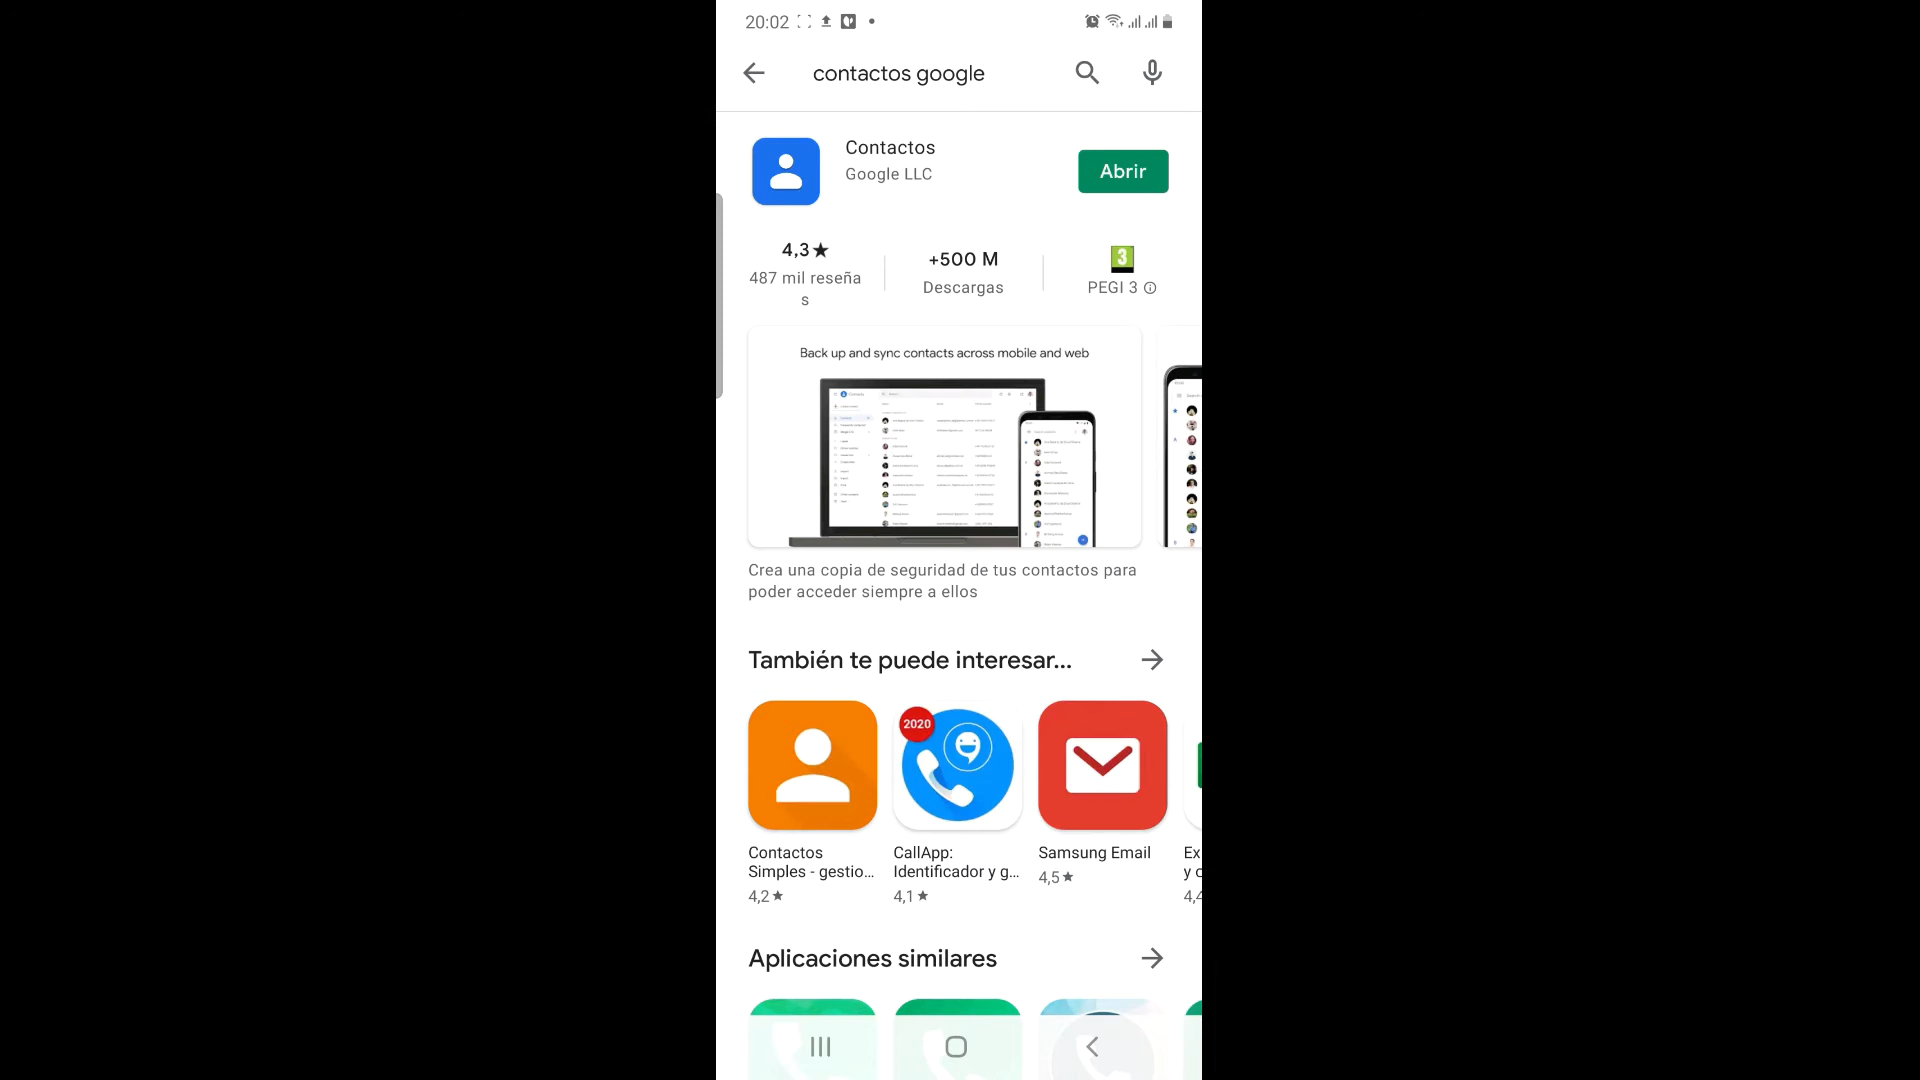 20:02
contactos google
Contactos
Google LLC
Abrir
4,3★
487 mil reseña
s
+500 M
Descargas
3
PEGI 3
Back up and sync contacts across mobile and web
Crea una copia de seguridad de tus contactos para
poder acceder siempre a ellos
También te puede interesar...
2020
Contactos
Simples - gestio...
4,2★
CallApp:
Identificador y g...
4,1★
Samsung Email
4,5★
Ex
y c
4,4
Aplicaciones similares